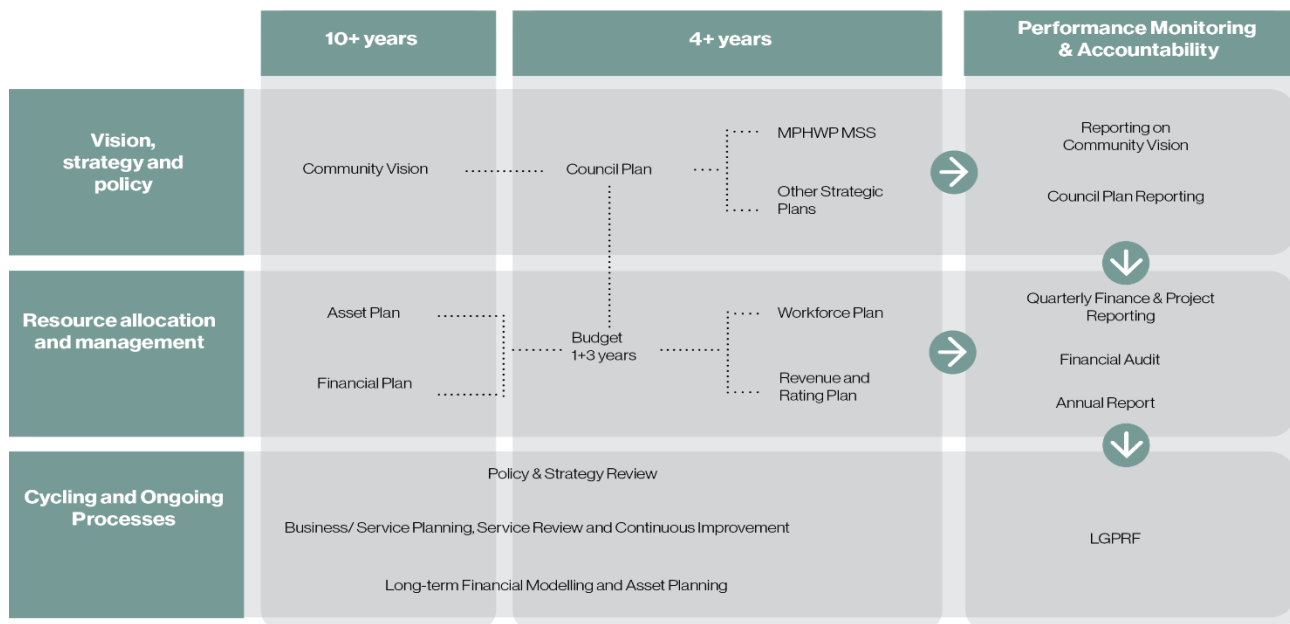 10+ years
4+ years
Performance Monitoring
& Accountability
Vision,
strategy and
policy
Community Vision
Council Plan
MPHWP MSS
Other Strategic
Plans
Reporting on
Community Vision
Council Plan Reporting
Resource allocation
and management
Asset Plan
Financial Plan
Budget
1+3 years
Workforce Plan
Revenue and
Rating Plan
Quarterly Finance & Project
Reporting
Financial Audit
Annual Report
Cycling and Ongoing
Processes
Policy & Strategy Review
Business/ Service Planning, Service Review and Continuous Improvement
Long-term Financial Modelling and Asset Planning
LGPRF